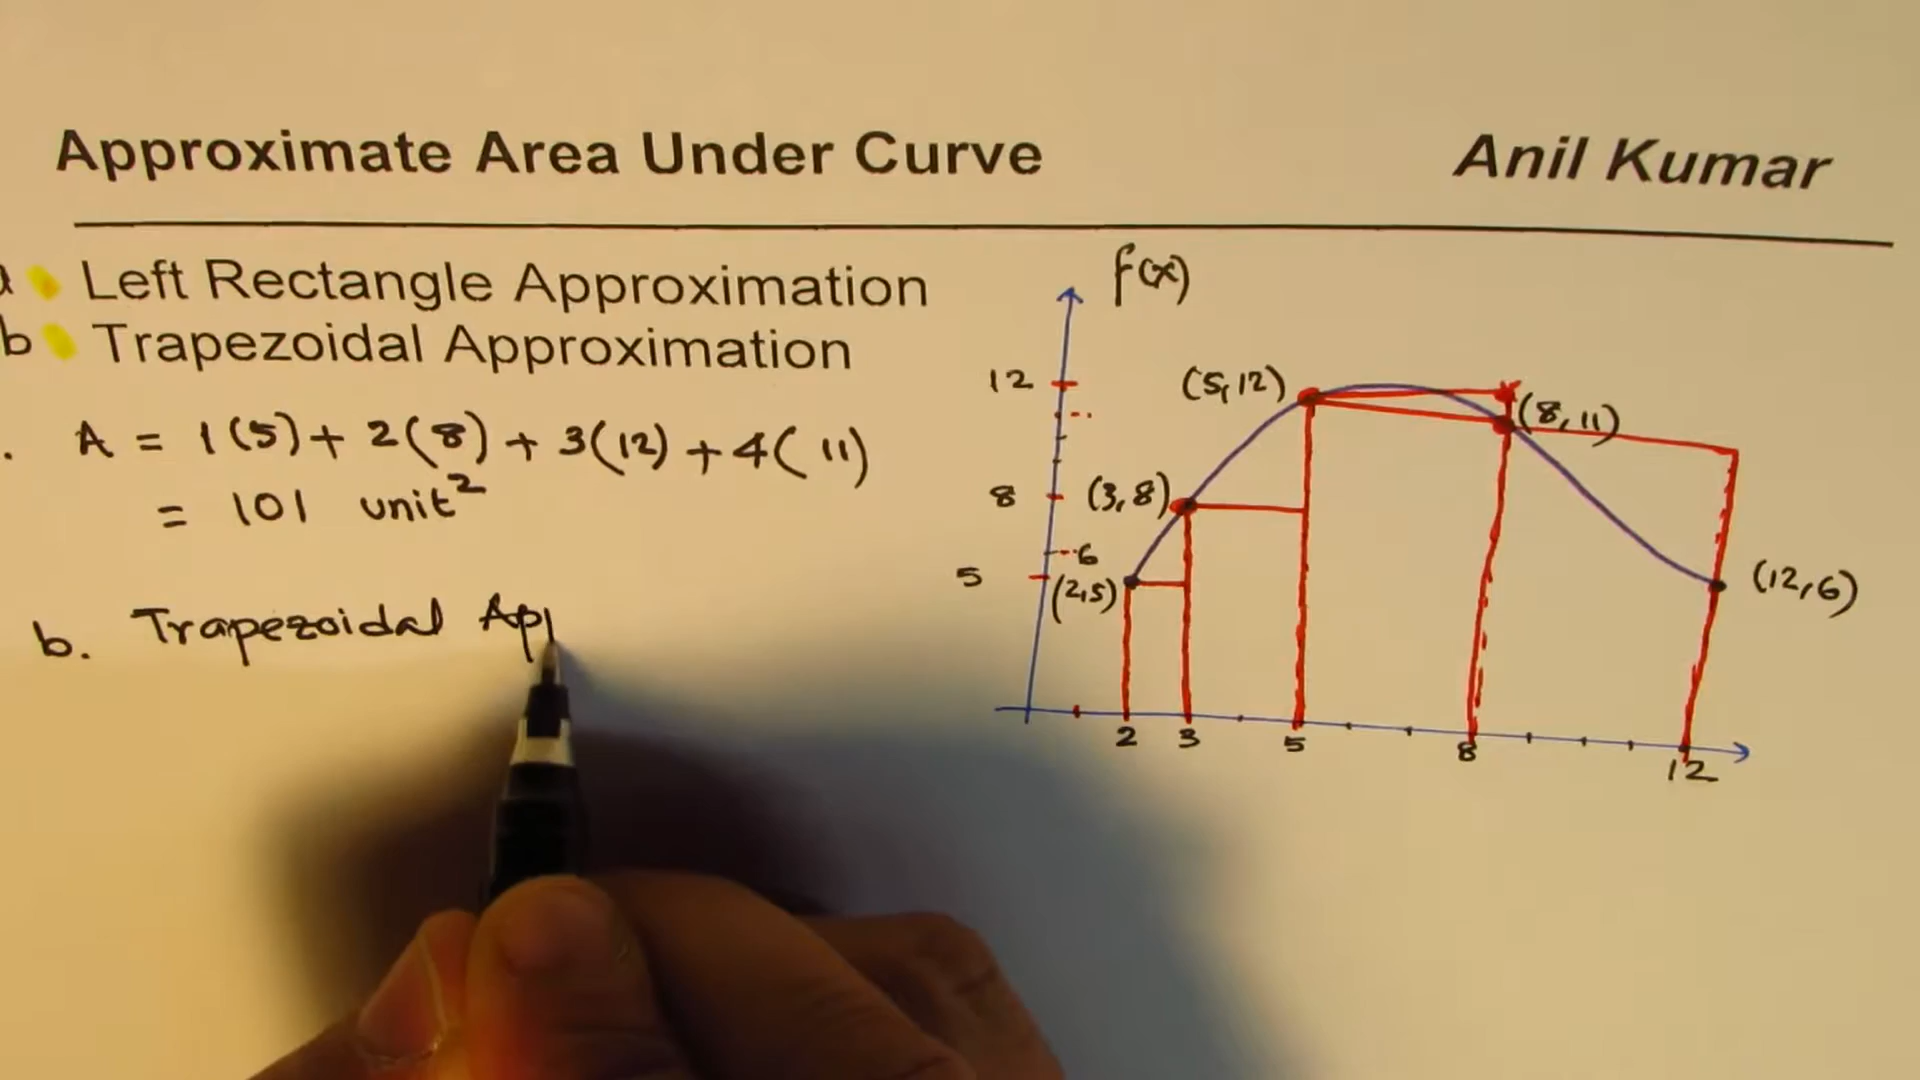 Approximate Area Under Curve
Anil Kumar
Left Rectangle Approximation
b Trapezoidal Approximation
A = 1(5) + 2(8) + 3(12) + 4(11)
= 101 unit²
b. Trapezoidal Ap
f(x)
12
(5,12)
(8,11)
8
(3,8)
6
5
(2,5)
(12,6)
2 3 5 8 12